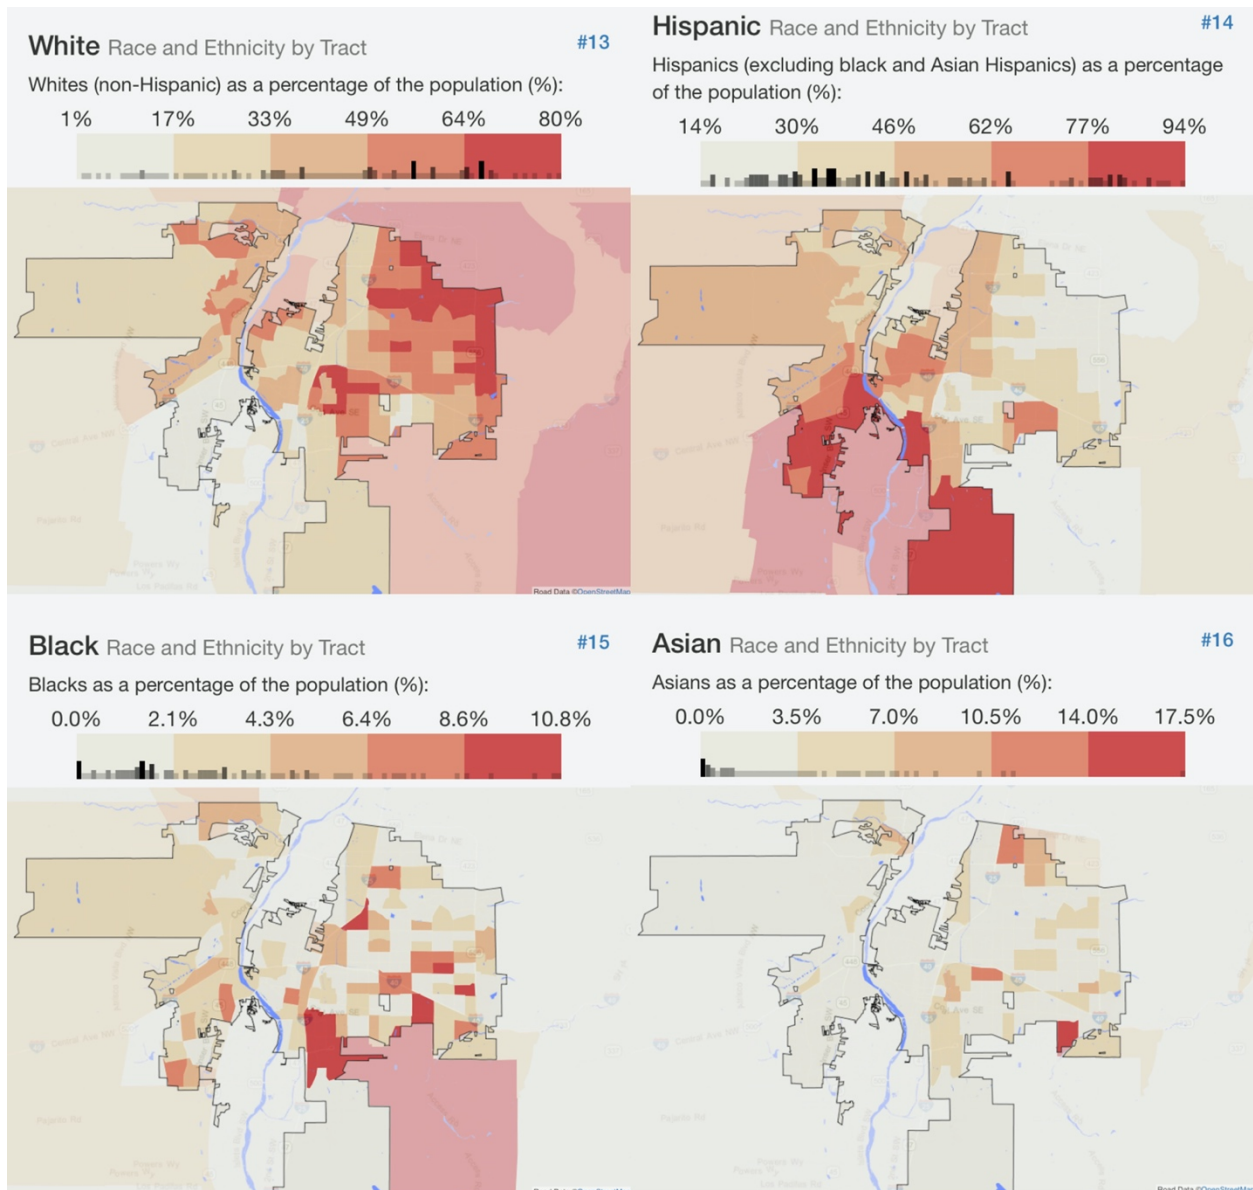 White Race and Ethnicity by Tract #13
Whites (non-Hispanic) as a percentage of the population (%):
1% 17% 33% 49% 64% 80%
Road Data ©OpenStreetMap
Hispanic Race and Ethnicity by Tract #14
Hispanics (excluding black and Asian Hispanics) as a percentage
of the population (%):
14% 30% 46% 62% 77% 94%
Black Race and Ethnicity by Tract #15
Blacks as a percentage of the population (%):
0.0% 2.1% 4.3% 6.4% 8.6% 10.8%
Asian Race and Ethnicity by Tract #16
Asians as a percentage of the population (%):
0.0% 3.5% 7.0% 10.5% 14.0% 17.5%